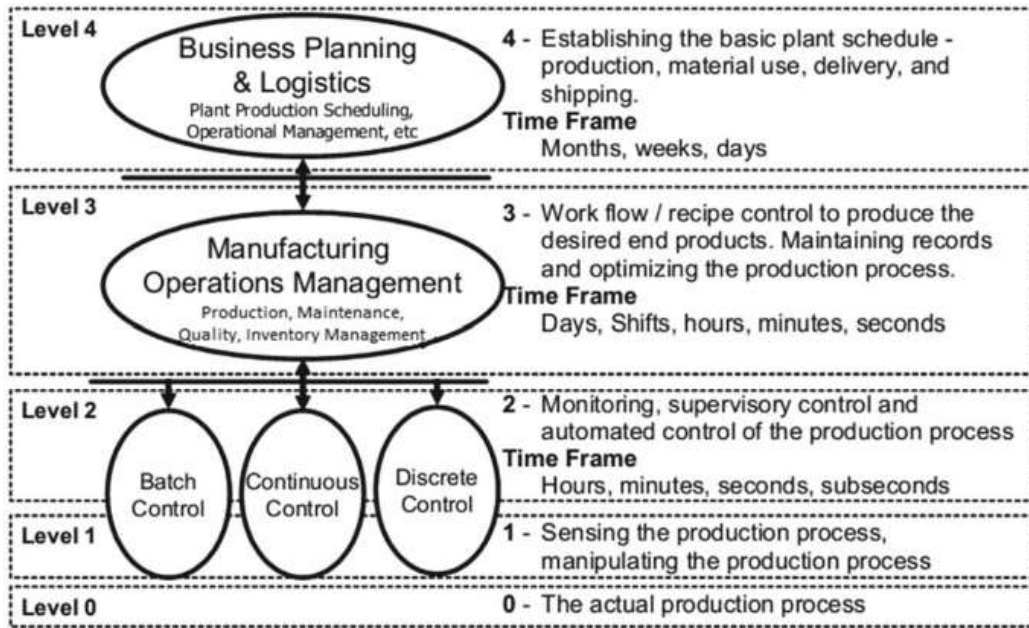 Level 4
Business Planning
& Logistics
Plant Production Scheduling,
Operational Management, etc
4 - Establishing the basic plant schedule -
production, material use, delivery, and
shipping.
Time Frame
Months, weeks, days
Level 3
Manufacturing
Operations Management
Production, Maintenance,
Quality, Inventory Management
3 - Work flow / recipe control to produce the
desired end products. Maintaining records
and optimizing the production process.
Time Frame
Days, Shifts, hours, minutes, seconds
Level 2
Batch
Control
Continuous
Control
Discrete
Control
2 - Monitoring, supervisory control and
automated control of the production process
Time Frame
Hours, minutes, seconds, subseconds
Level 1
1 - Sensing the production process,
manipulating the production process
Level 0
0 - The actual production process